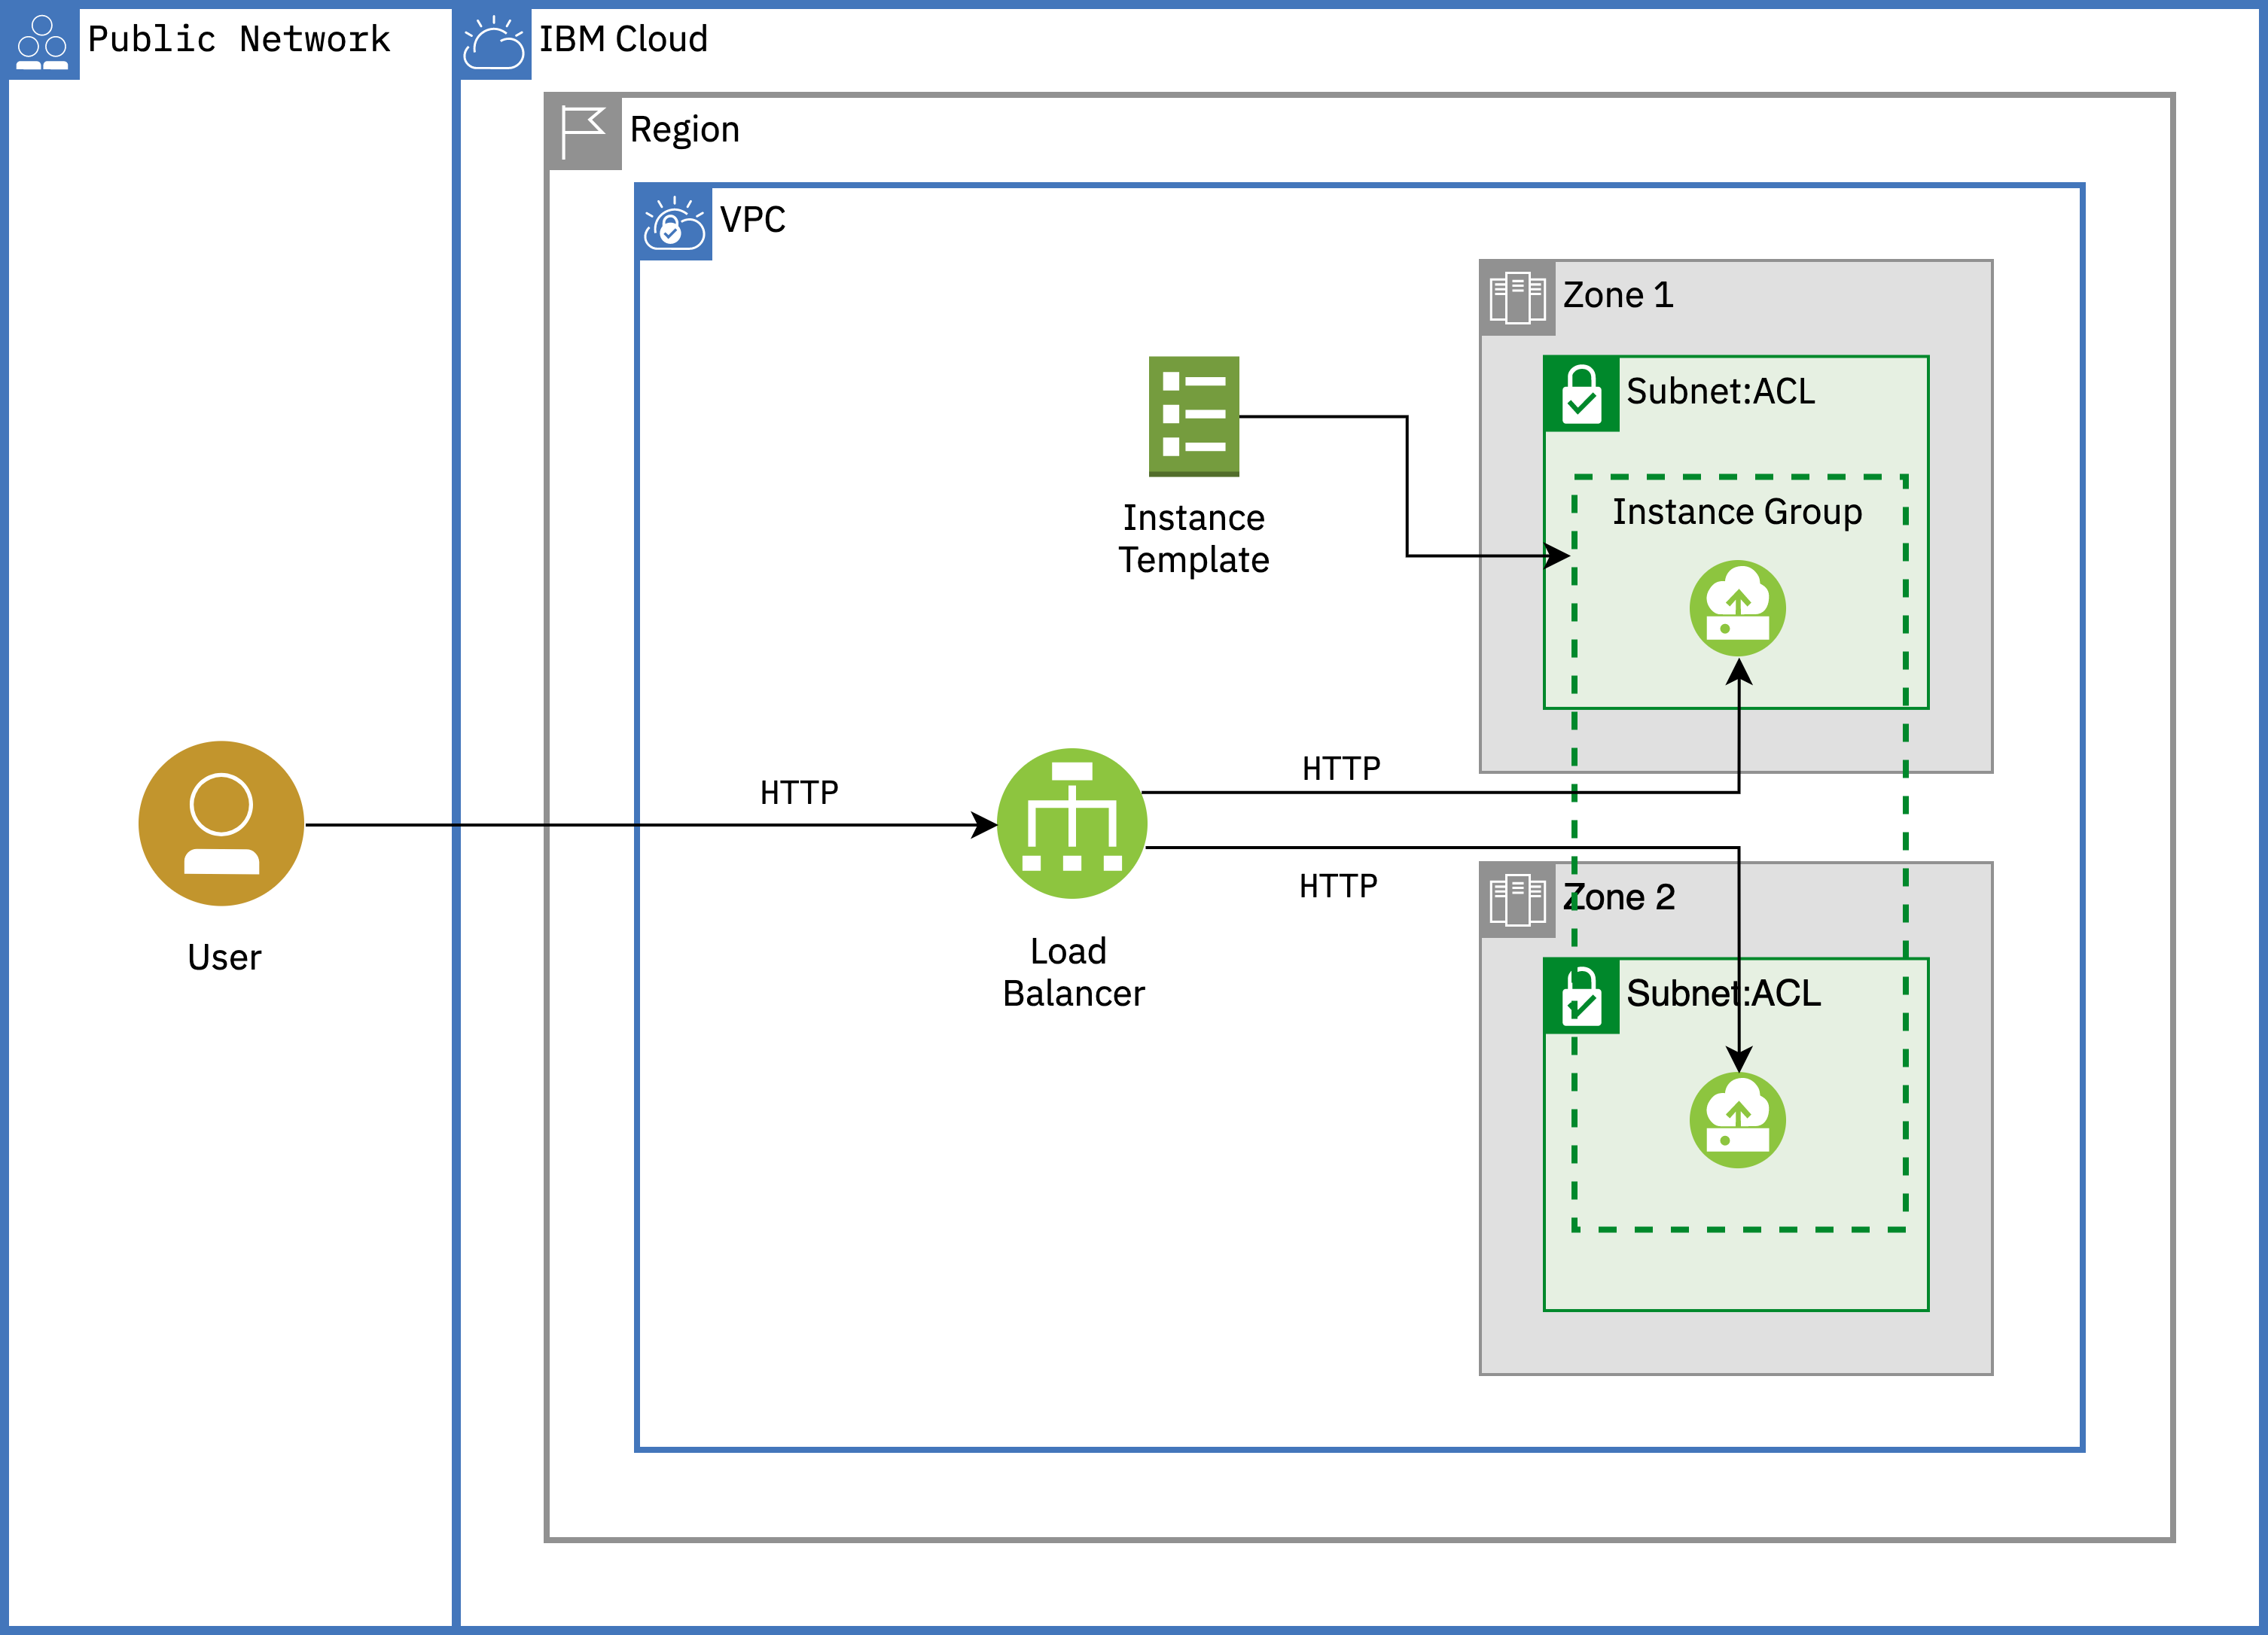 Public Network
IBM Cloud
Region
VPC
Zone 1
Subnet:ACL
Instance Group
Instance
Template
HTTP
HTTP
HTTP
User
Load
Balancer
Zone 2
Subnet:ACL